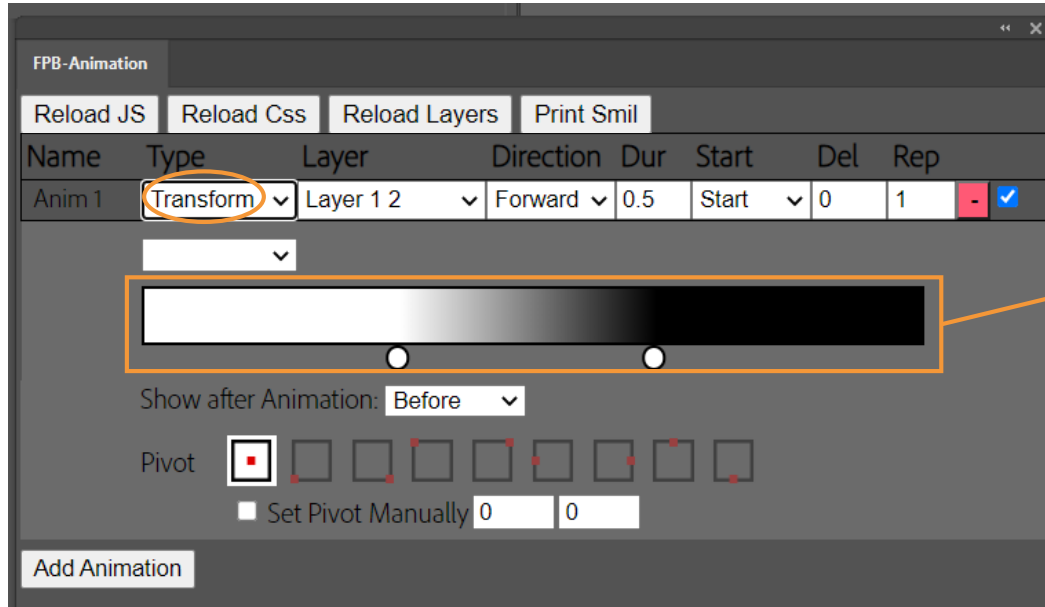 FPB-Animation
Reload JS Reload Css Reload Layers Print Smil
Name Type Layer Direction Dur Start Del Rep
Anim 1 Transform Layer 1 2 Forward 0.5 Start 0 1 -
Show after Animation: Before
Pivot
Set Pivot Manually 0 0
Add Animation